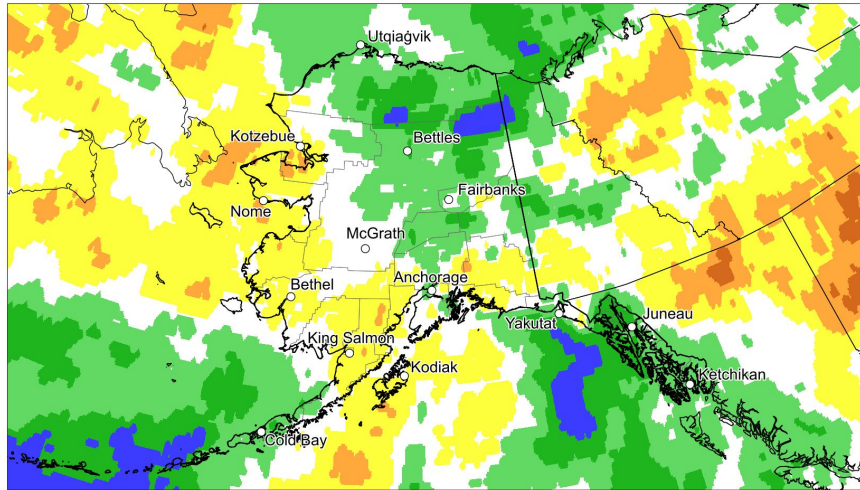 Utqiaġvik
Kotzebue
Bettles
Fairbanks
Nome
McGrath
Anchorage
Bethel
Yakutat
Juneau
King Salmon
Kodiak
Ketchikan
Cold Bay